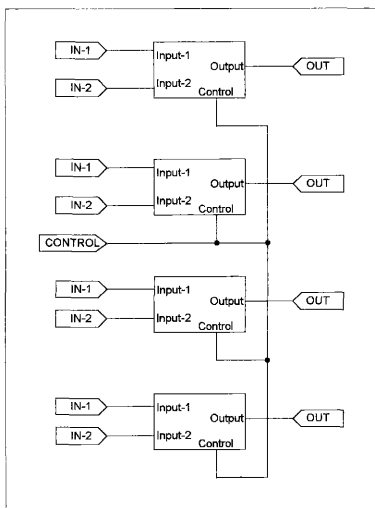 IN-1
Input-1
Output
OUT
IN-2
Input-2
Control
IN-1
Input-1
Output
OUT
IN-2
Input-2
Control
CONTROL
IN-1
Input-1
Output
OUT
IN-2
Input-2
Control
IN-1
Input-1
Output
OUT
IN-2
Input-2
Control